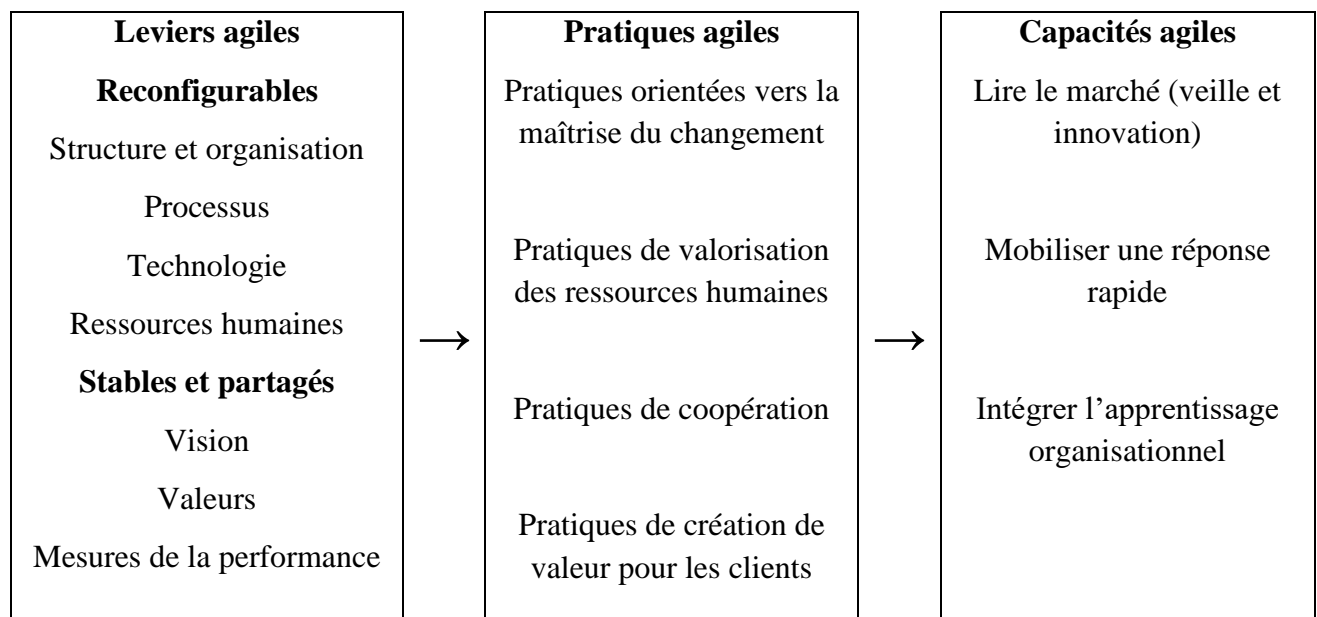 Leviers agiles
Reconfigurables
Structure et organisation
Processus
Technologie
Ressources humaines
Stables et partagés
Vision
Valeurs
Mesures de la performance
→
Pratiques agiles
Pratiques orientées vers la
maîtrise du changement
Pratiques de valorisation
des ressources humaines
Pratiques de coopération
Pratiques de création de
valeur pour les clients
→
Capacités agiles
Lire le marché (veille et
innovation)
Mobiliser une réponse
rapide
Intégrer l’apprentissage
organisationnel